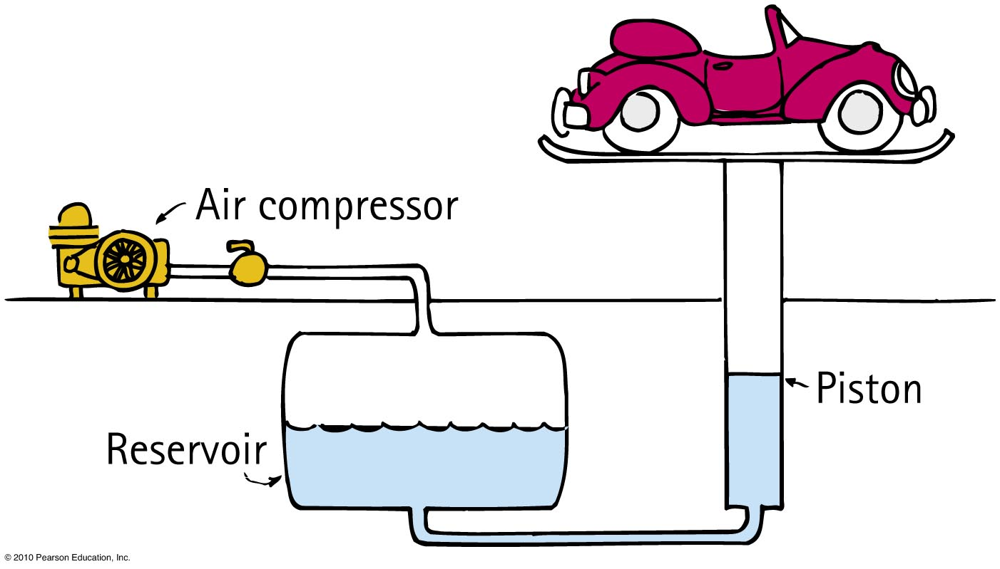 Air compressor
Piston
Reservoir
© 2010 Pearson Education, Inc.